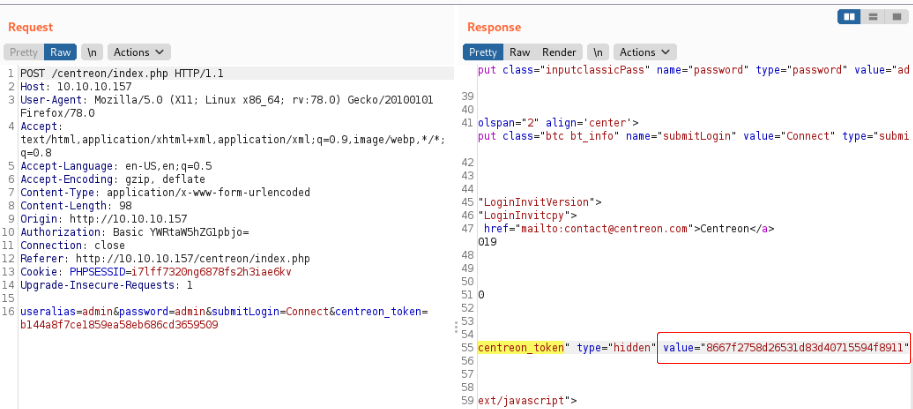 Request
Pretty Raw \n Actions
1 POST /centreon/index.php HTTP/1.1
2 Host: 10.10.10.157
3 User-Agent: Mozilla/5.0 (X11; Linux x86_64; rv:78.0) Gecko/20100101
Firefox/78.0
4 Accept:
text/html,application/xhtml+xml,application/xml;q=0.9,image/webp,*/*;
q=0.8
5 Accept-Language: en-US,en;q=0.5
6 Accept-Encoding: gzip, deflate
7 Content-Type: application/x-www-form-urlencoded
8 Content-Length: 98
9 Origin: http://10.10.10.157
10 Authorization: Basic YWRtaW5hZG1pbjo=
11 Connection: close
12 Referer: http://10.10.10.157/centreon/index.php
13 Cookie: PHPSESSID=i7lff7320ng6878fs2h3iae6kv
14 Upgrade-Insecure-Requests: 1
15
16 useralias=admin&password=admin&submitLogin=Connect&centreon_token=
b144a8f7ce1859ea58eb686cd3659509
Response
Pretty Raw Render \n Actions
put class="inputclassicPass" name="password" type="password" value="ad
39
40
41 olspan="2" align='center'>
put class="btc bt_info" name="submitLogin" value="Connect" type="submi
42
43
44
45 "LoginInvitVersion">
46 "LoginInvitcpy">
47 href="mailto:contact@centreon.com">Centreon</a>
019
48
49
50
51 0
52
53
54
55 centreon_token" type="hidden" value="8667f2758d26531d83d40715594f8911"
56
57
58
59 ext/javascript">